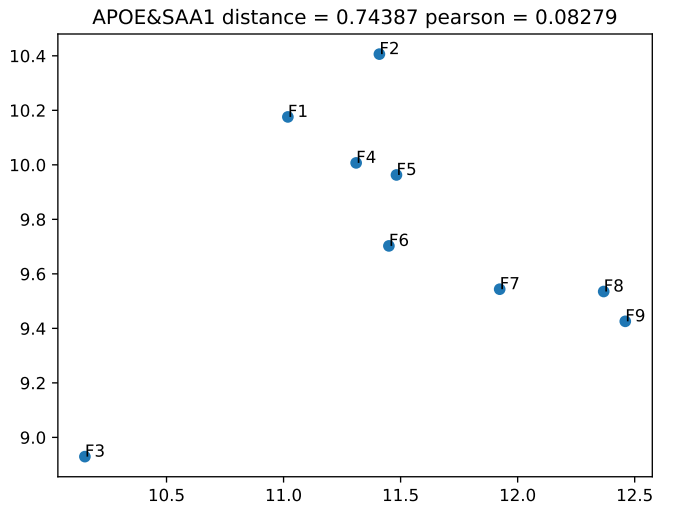 APOE&SAA1 distance = 0.74387 pearson = 0.08279
10.4
10.2
10.0
9.8
9.6
9.4
9.2
9.0
F2
F1
F4
F5
F6
F7
F8
F9
F3
10.5 11.0 11.5 12.0 12.5